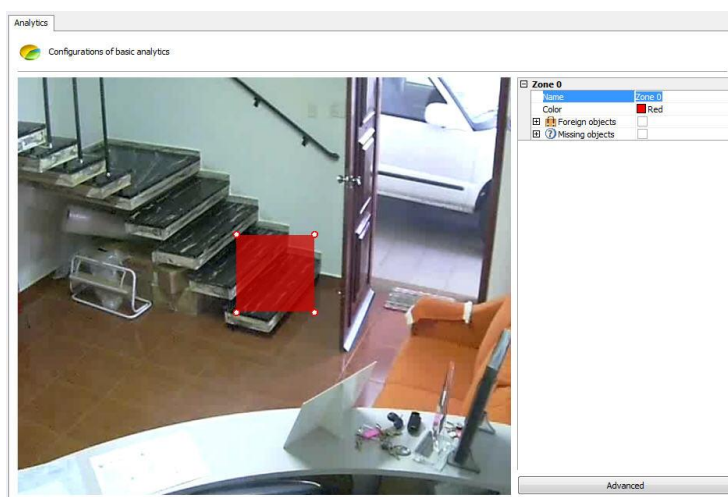 Analytics
Configurations of basic analytics
Zone 0
Name Zone 0
Color Red
Foreign objects
Missing objects
Advanced